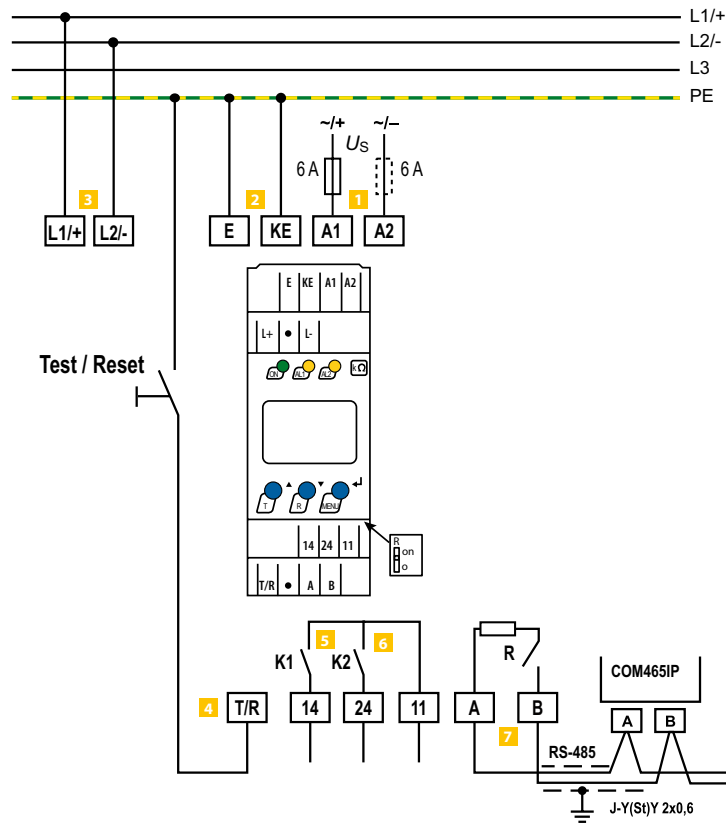 L1/+
L2/-
L3
PE
~/+ ~/–
US
6 A 6 A
3 2 1
L1/+ L2/- E KE A1 A2
E KE A1 A2
L+ • L-
Test / Reset
ON AL1 AL2 kΩ
T R MENU
14 24 11
R
on
o
T/R • A B
5 6
K1 K2 R
COM465IP
4 T/R 14 24 11 A B
A B
7
RS-485
J-Y(St)Y 2x0,6